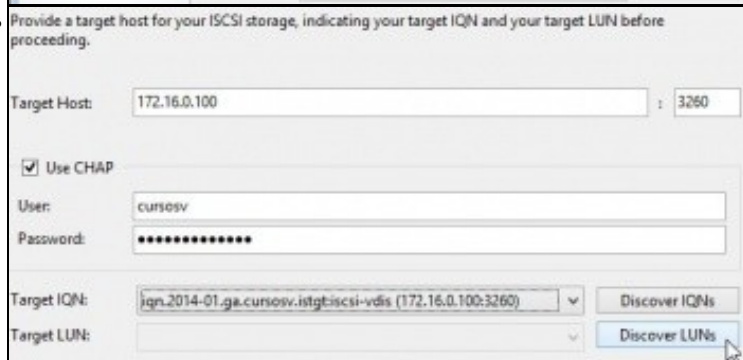 Provide a target host for your ISCSI storage, indicating your target IQN and your target LUN before
proceeding.
Target Host: 172.16.0.100 : 3260
Use CHAP
User: cursosv
Password: •••••••••••••
Target IQN: iqn.2014-01.ga.cursosv.istgt:iscsi-vdis (172.16.0.100:3260) Discover IQNs
Target LUN: Discover LUNs